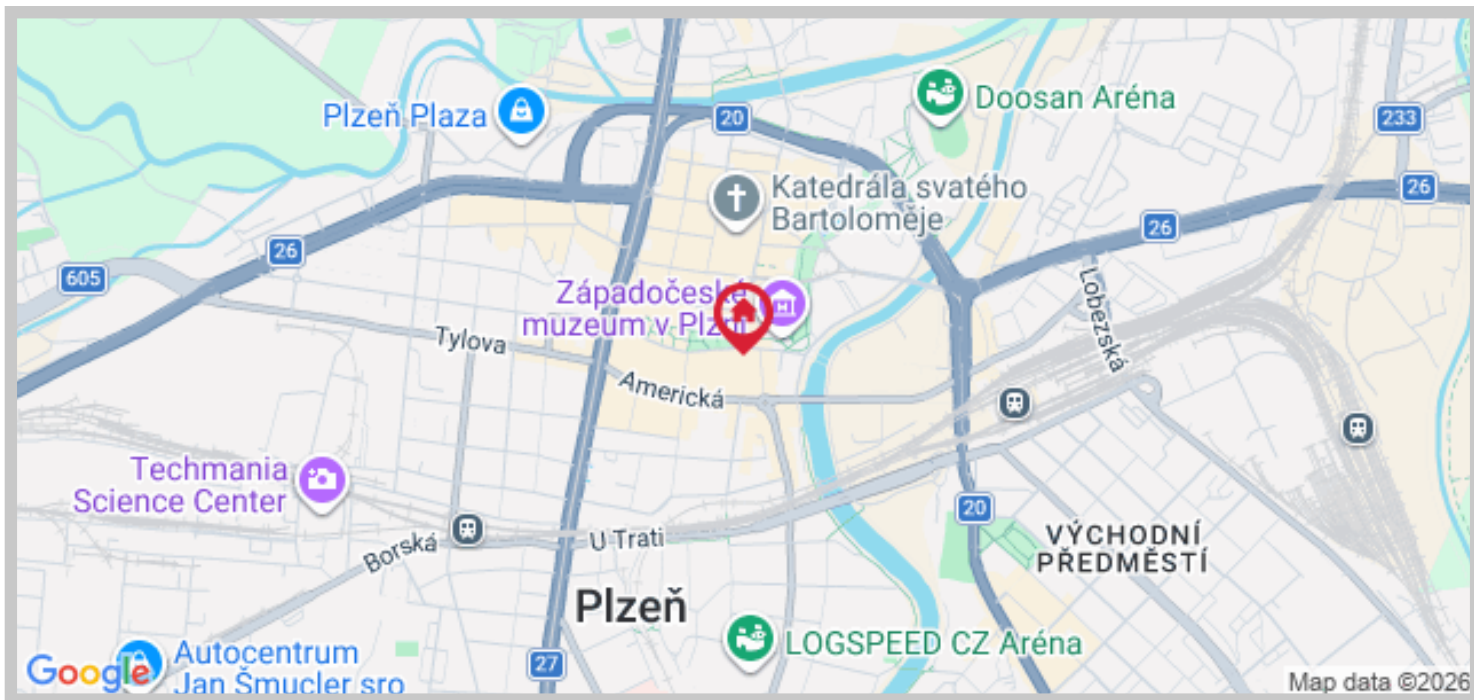 Plzeň Plaza
20
Doosan Aréna
233
Katedrála svatého
Bartoloměje
26
26
26
605
Západočeské
muzeum v Plzni
Lobezská
Tylova
Americká
Techmania
Science Center
20
VÝCHODNÍ
PŘEDMĚSTÍ
Borská
U Trati
Plzeň
LOGSPEED CZ Aréna
27
Autocentrum
Jan Šmucler sro
Google
Map data ©2026